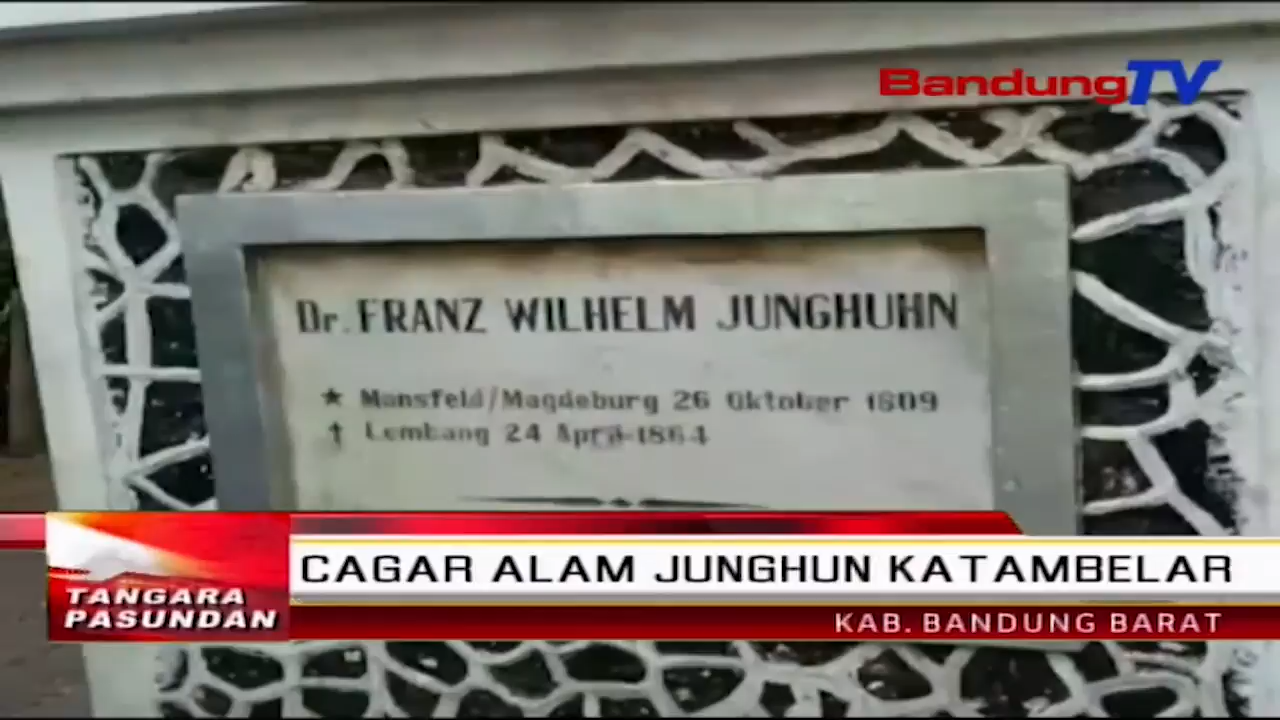 BandungTV
Dr. FRANZ WILHELM JUNGHUHN
* Mansfeld/Magdeburg 26 Oktober 1809
† Lembang 24 April 1864
TANGARA
PASUNDAN
CAGAR ALAM JUNGHUN KATAMBELAR
KAB. BANDUNG BARAT